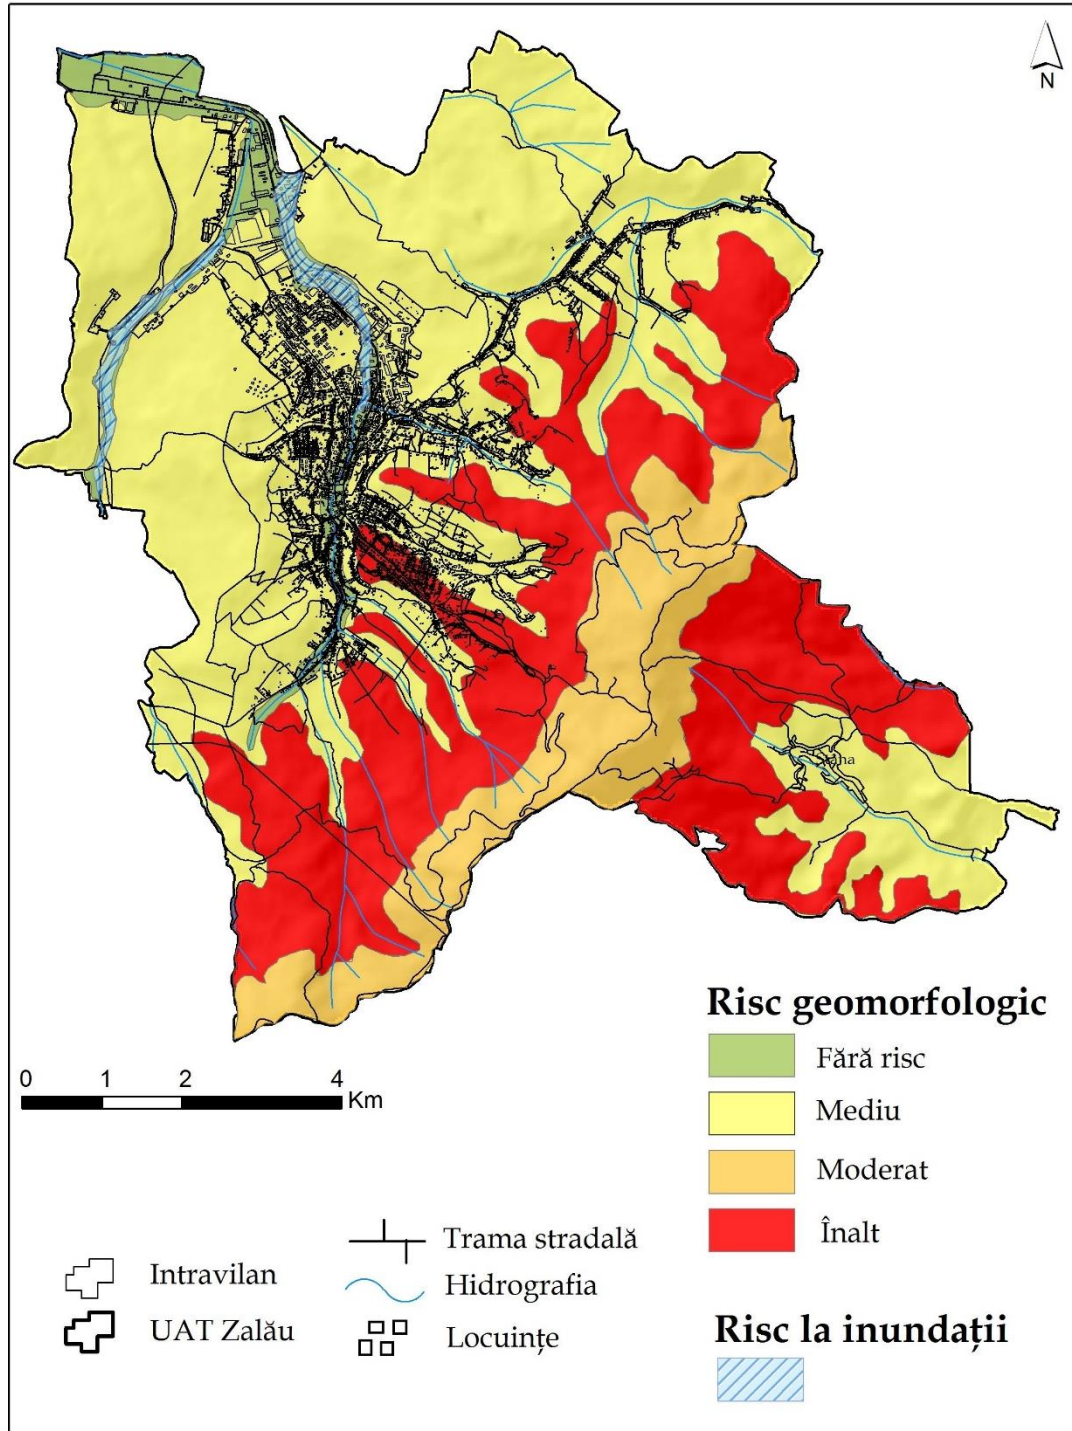 N
Stâna
Risc geomorfologic
Fără risc
Mediu
Moderat
Înalt
0 1 2 4
Km
Trama stradală
Hidrografia
Locuințe
Intravilan
UAT Zalău
Risc la inundații